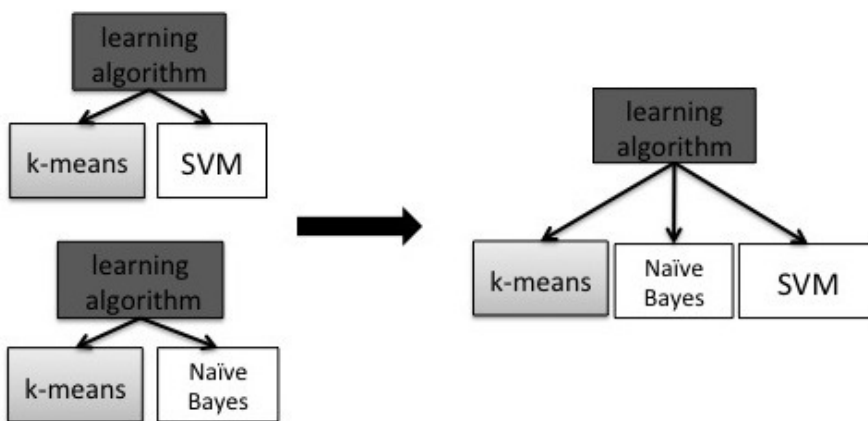 learning
algorithm
k-means
SVM
learning
algorithm
k-means
Naïve
Bayes
learning
algorithm
k-means
Naïve
Bayes
SVM